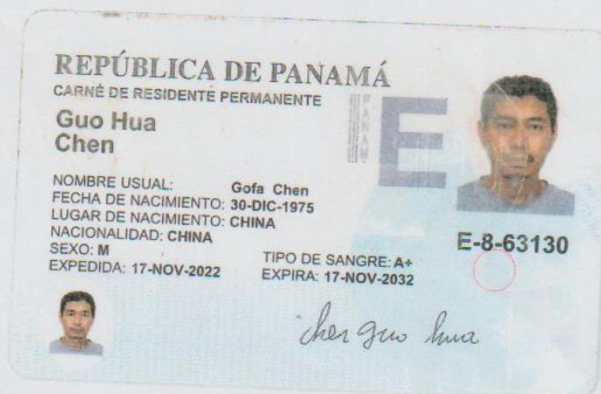 REPÚBLICA DE PANAMÁ
CARNÉ DE RESIDENTE PERMANENTE
Guo Hua
Chen
PANAMÁ
E
NOMBRE USUAL: Gofa Chen
FECHA DE NACIMIENTO: 30-DIC-1975
LUGAR DE NACIMIENTO: CHINA
NACIONALIDAD: CHINA
SEXO: M TIPO DE SANGRE: A+
EXPEDIDA: 17-NOV-2022 EXPIRA: 17-NOV-2032
E-8-63130
chen guo hua